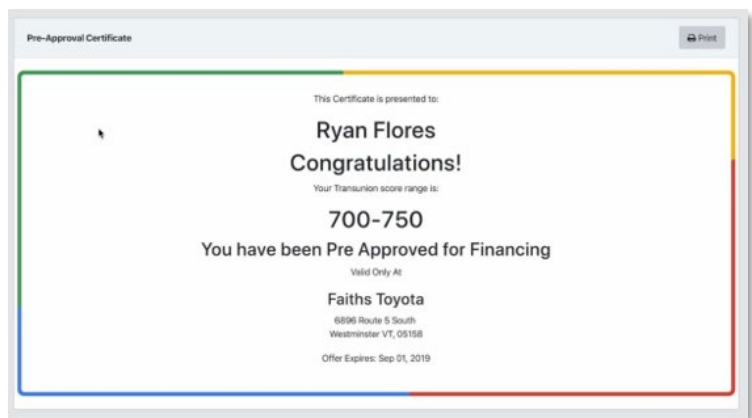 Pre-Approval Certificate
Print
This Certificate is presented to:
Ryan Flores
Congratulations!
Your Transunion score range is:
700-750
You have been Pre Approved for Financing
Valid Only At
Faiths Toyota
6896 Route 5 South
Westminster VT, 05158
Offer Expires: Sep 01, 2019